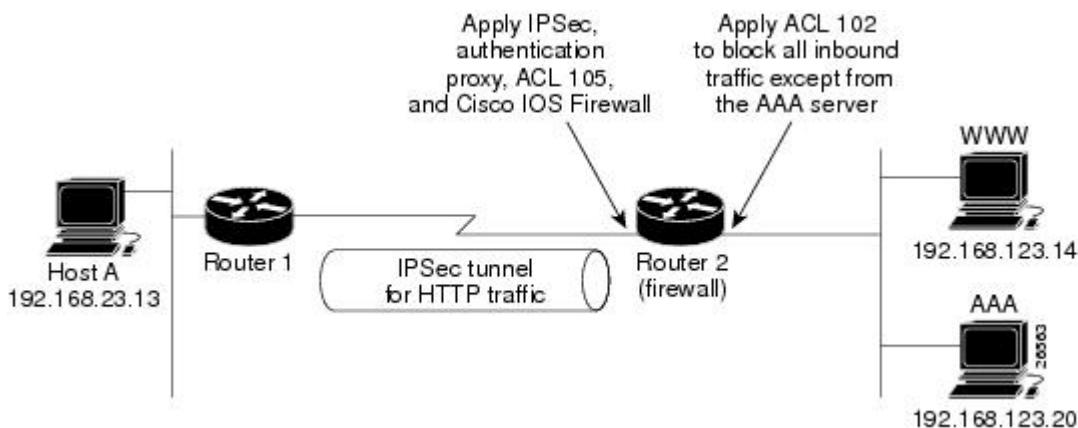 Apply IPSec,
authentication
proxy, ACL 105,
and Cisco IOS Firewall
Apply ACL 102
to block all inbound
traffic except from
the AAA server
WWW
192.168.123.14
Host A
192.168.23.13
Router 1
IPSec tunnel
for HTTP traffic
Router 2
(firewall)
AAA
192.168.123.20
26563